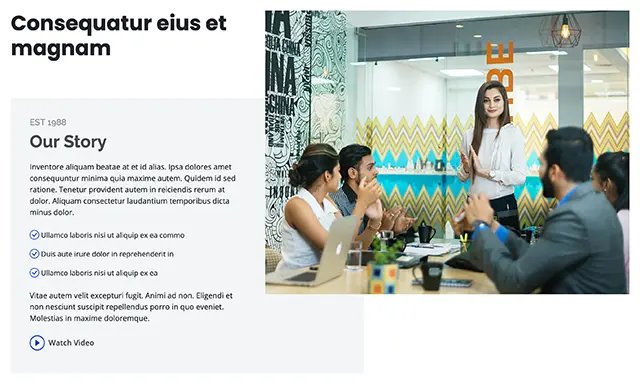 Consequatur eius et
magnam
EST 1988
Our Story
Inventore aliquam beatae at et id alias. Ipsa dolores amet
consequuntur minima quia maxime autem. Quidem id sed
ratione. Tenetur provident autem in reiciendis rerum at
dolor. Aliquam consectetur laudantium temporibus dicta
minus dolor.
Ullamco laboris nisi ut aliquip ex ea commo
Duis aute irure dolor in reprehenderit in
Ullamco laboris nisi ut aliquip ex ea
Vitae autem velit excepturi fugit. Animi ad non. Eligendi et
non nesciunt suscipit repellendus porro in quo eveniet.
Molestias in maxime doloremque.
Watch Video